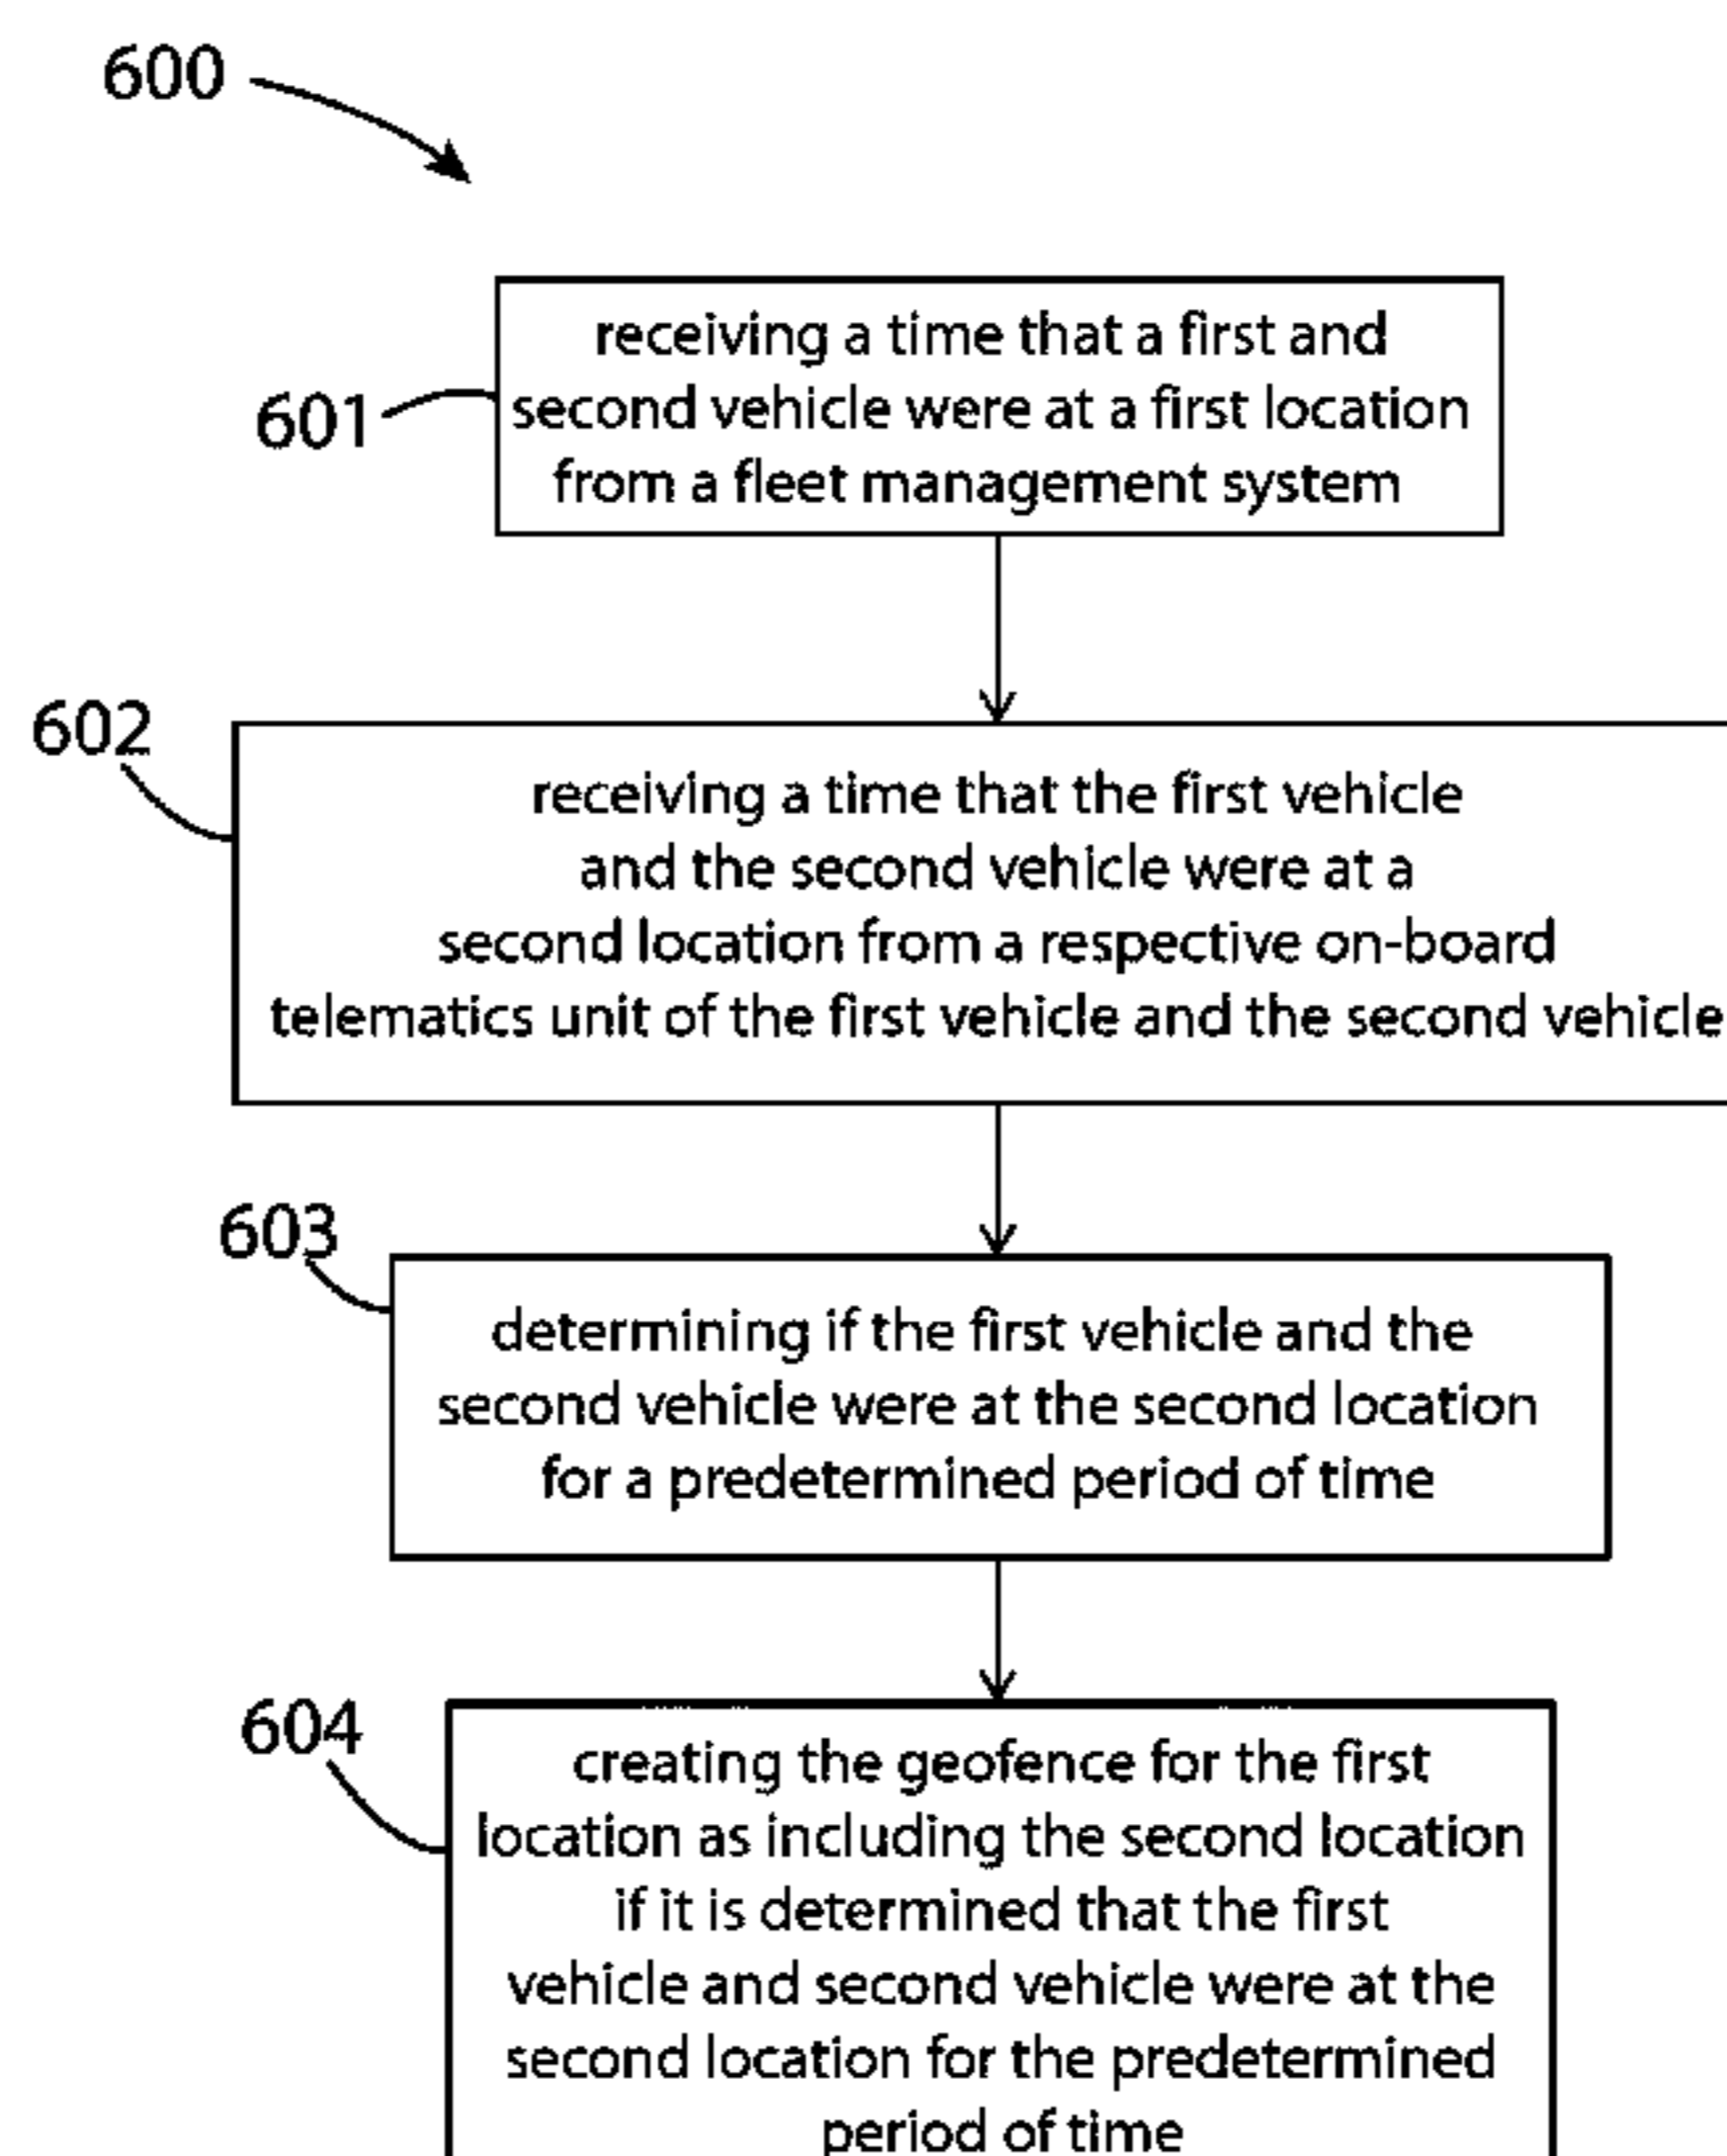 600
601
receiving a time that a first and
second vehicle were at a first location
from a fleet management system
602
receiving a time that the first vehicle
and the second vehicle were at a
second location from a respective on-board
telematics unit of the first vehicle and the second vehicle
603
determining if the first vehicle and the
second vehicle were at the second location
for a predetermined period of time
604
creating the geofence for the first
location as including the second location
if it is determined that the first
vehicle and second vehicle were at the
second location for the predetermined
period of time